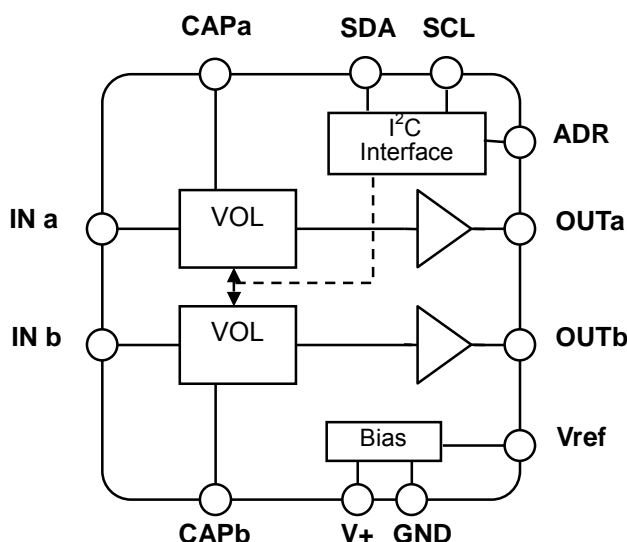 CAPa
SDA
SCL
I²C
Interface
ADR
IN a
VOL
OUTa
IN b
VOL
OUTb
Bias
Vref
CAPb
V+
GND